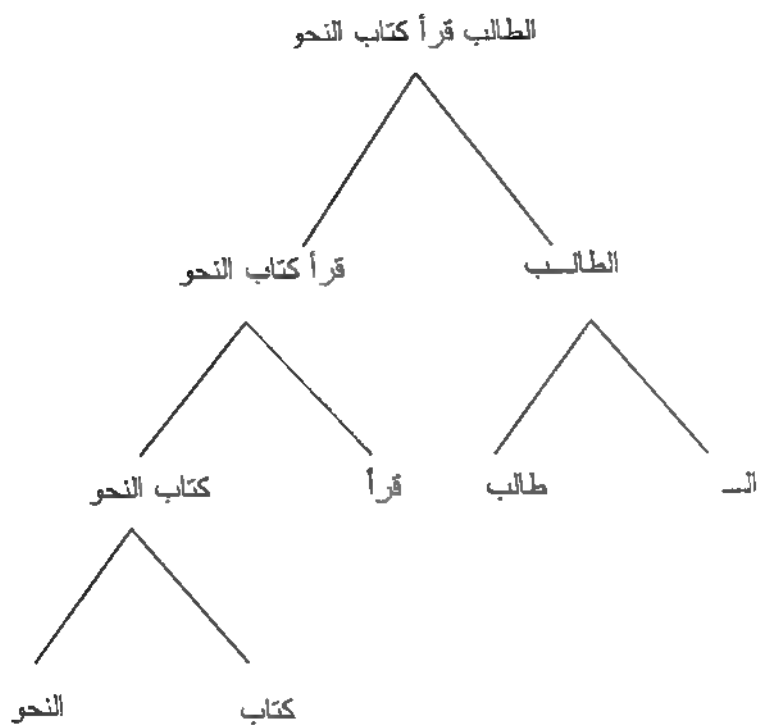 الطالب قرأ كتاب النحو
الطالـــب قرأ كتاب النحو
الـــ طالب قرأ كتاب النحو
كتاب النحو